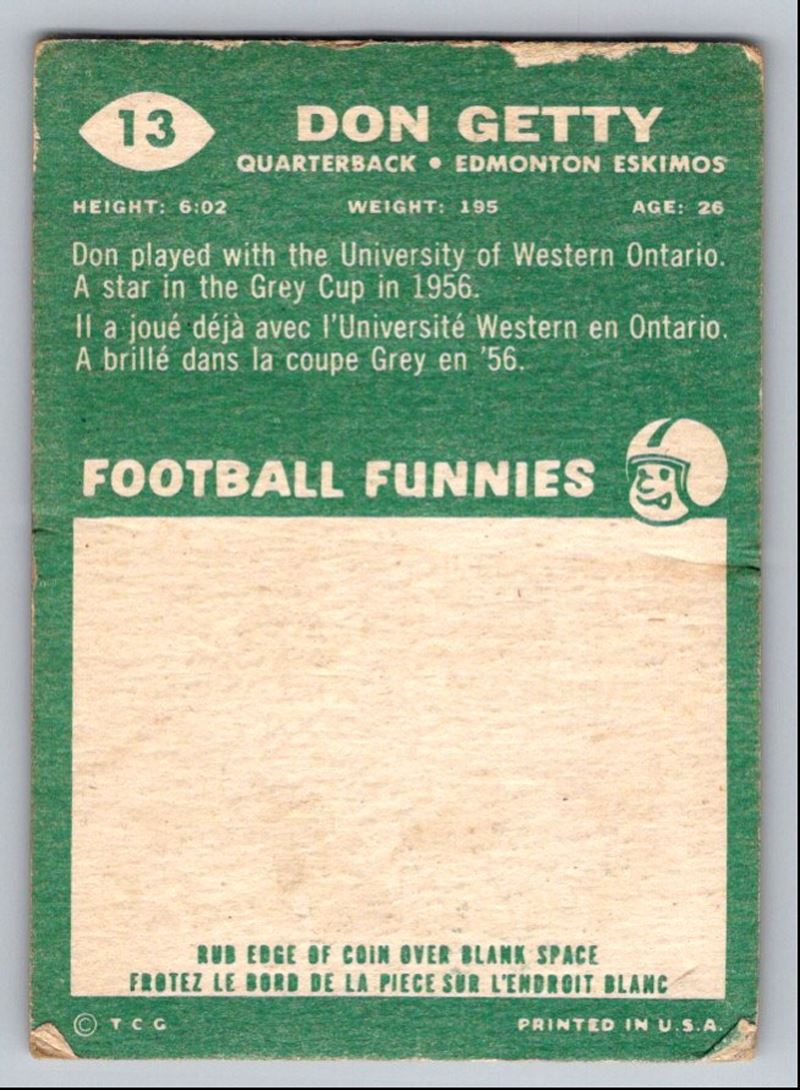 13
DON GETTY
QUARTERBACK • EDMONTON ESKIMOS
HEIGHT: 6:02 WEIGHT: 195 AGE: 26
Don played with the University of Western Ontario.
A star in the Grey Cup in 1956.
Il a joué déjà avec l'Université Western en Ontario.
A brillé dans la coupe Grey en '56.
FOOTBALL FUNNIES
RUB EDGE OF COIN OVER BLANK SPACE
FROTEZ LE BORD DE LA PIECE SUR L'ENDROIT BLANC
© T C G PRINTED IN U.S.A.